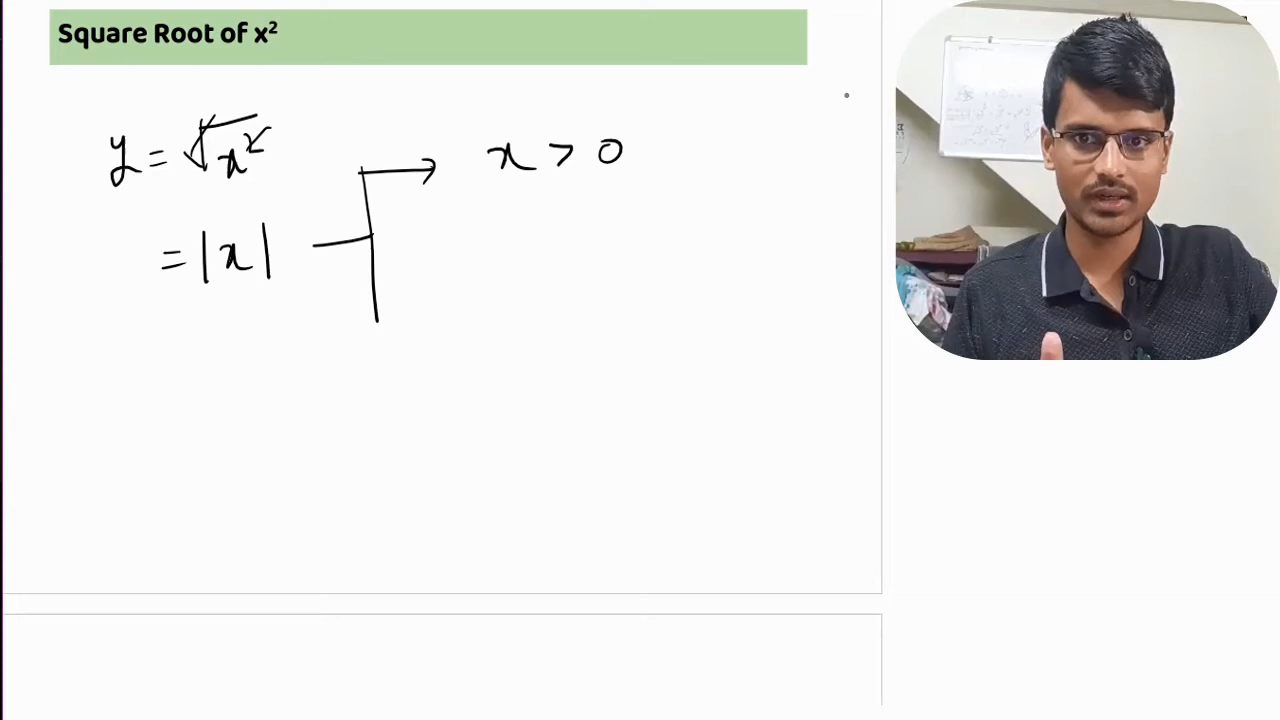 Square Root of x²
y = √x²
x > 0
= |x|